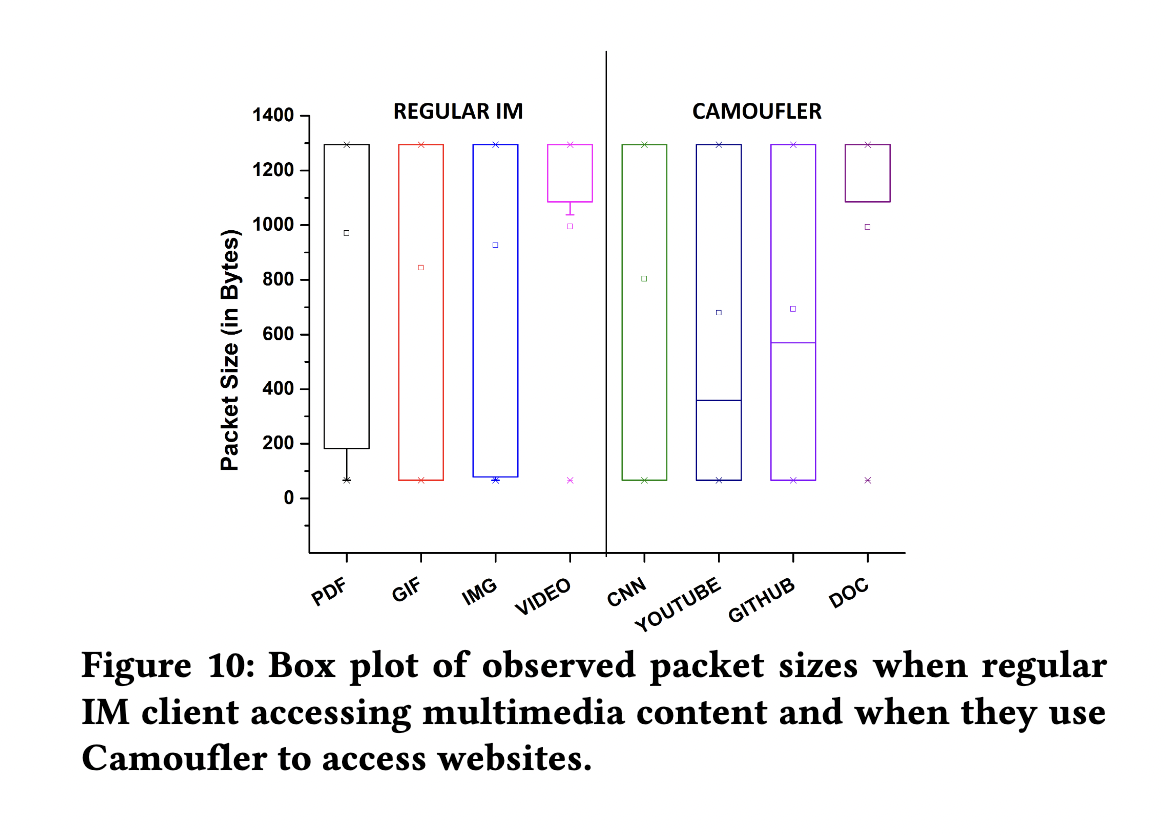 REGULAR IM
CAMOUFLER
1400
1200
1000
800
600
400
200
0
Packet Size (in Bytes)
PDF
GIF
IMG
VIDEO
CNN
YOUTUBE
GITHUB
DOC
Figure 10: Box plot of observed packet sizes when regular
IM client accessing multimedia content and when they use
Camoufler to access websites.